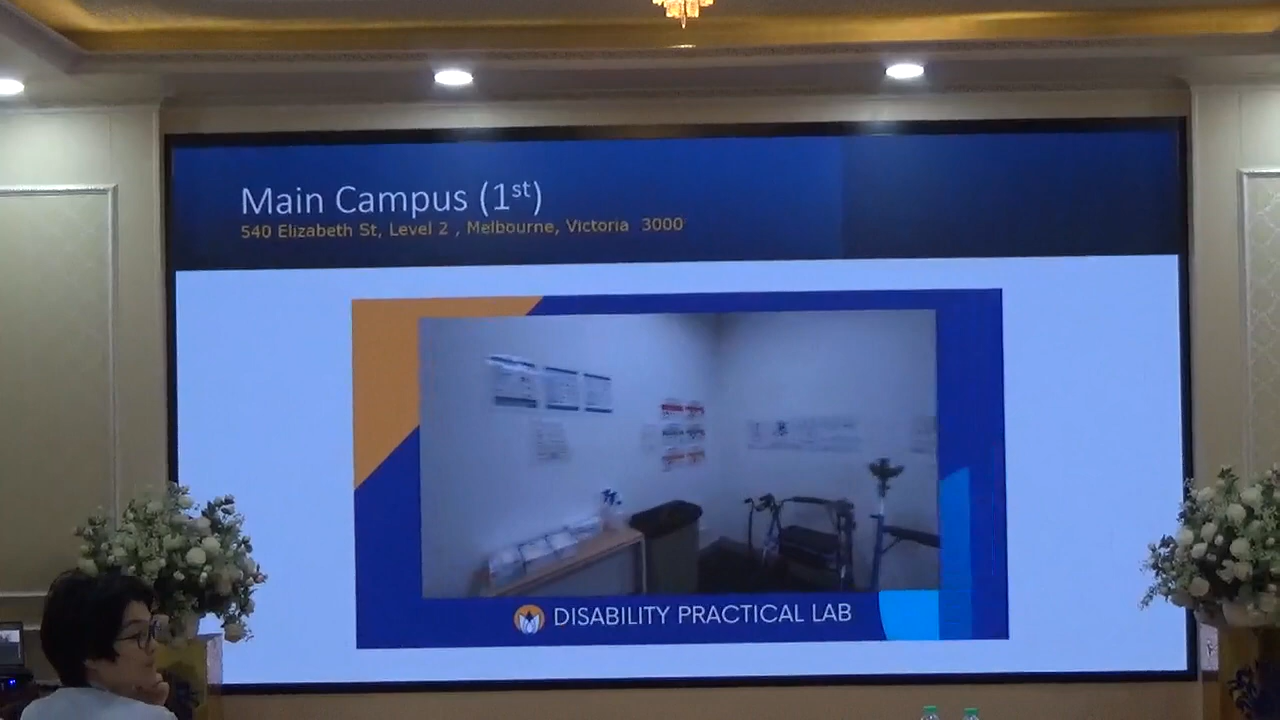 Main Campus (1st)
540 Elizabeth St, Level 2 , Melbourne, Victoria 3000
DISABILITY PRACTICAL LAB